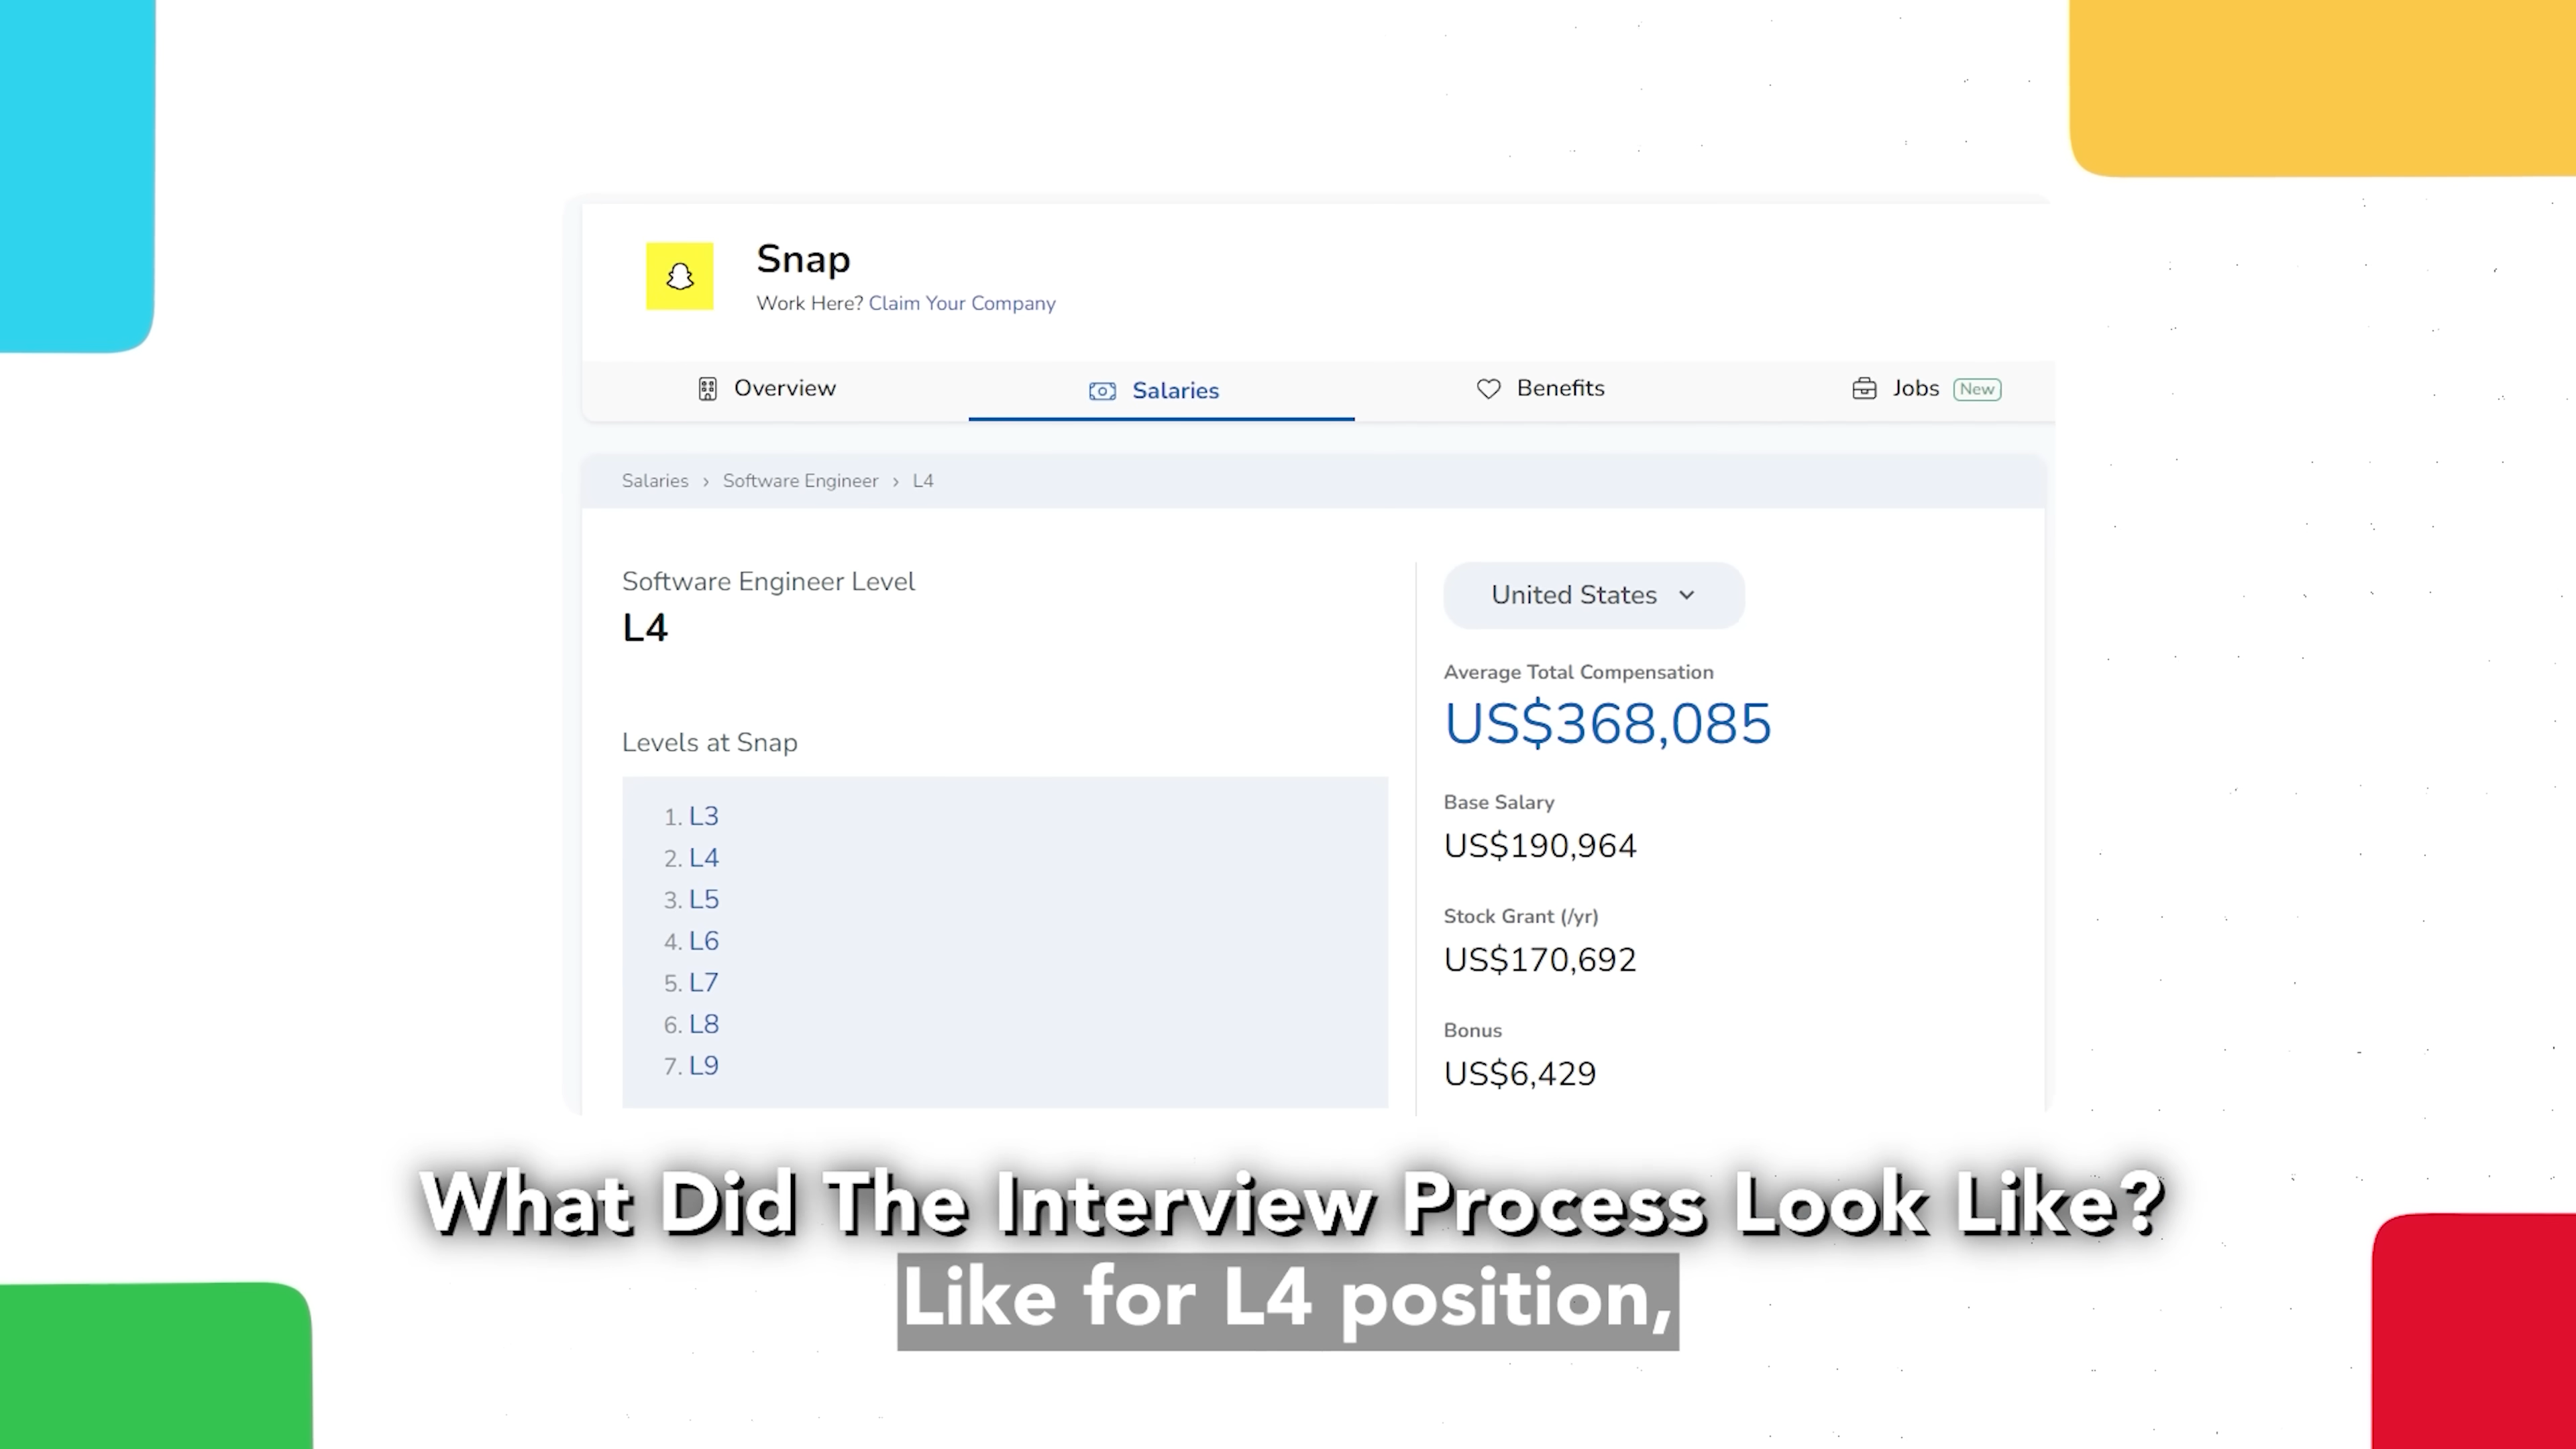 Snap
Work Here? Claim Your Company
Overview
Salaries
Benefits
Jobs New
Salaries › Software Engineer › L4
Software Engineer Level
L4
Levels at Snap
1. L3
2. L4
3. L5
4. L6
5. L7
6. L8
7. L9
United States
Average Total Compensation
US$368,085
Base Salary
US$190,964
Stock Grant (/yr)
US$170,692
Bonus
US$6,429
What Did The Interview Process Look Like?
Like for L4 position,